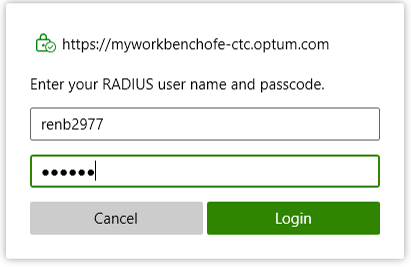 https://myworkbenchofe-ctc.optum.com
Enter your RADIUS user name and passcode.
renb2977
●●●●●●
Cancel Login